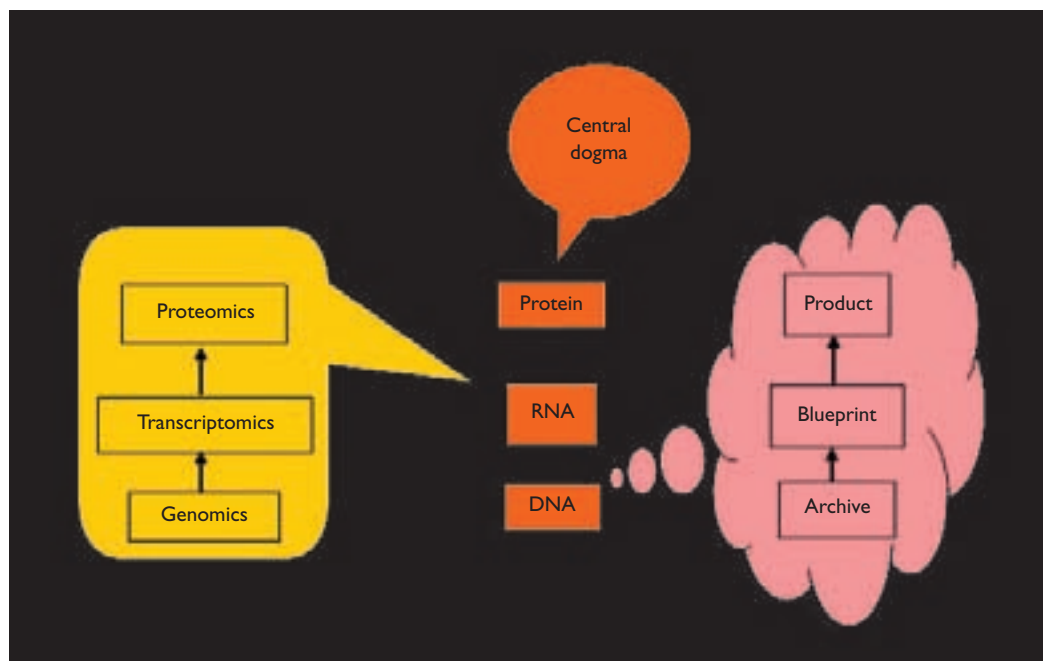 Central
dogma
Proteomics
Transcriptomics
Genomics
Protein
RNA
DNA
Product
Blueprint
Archive